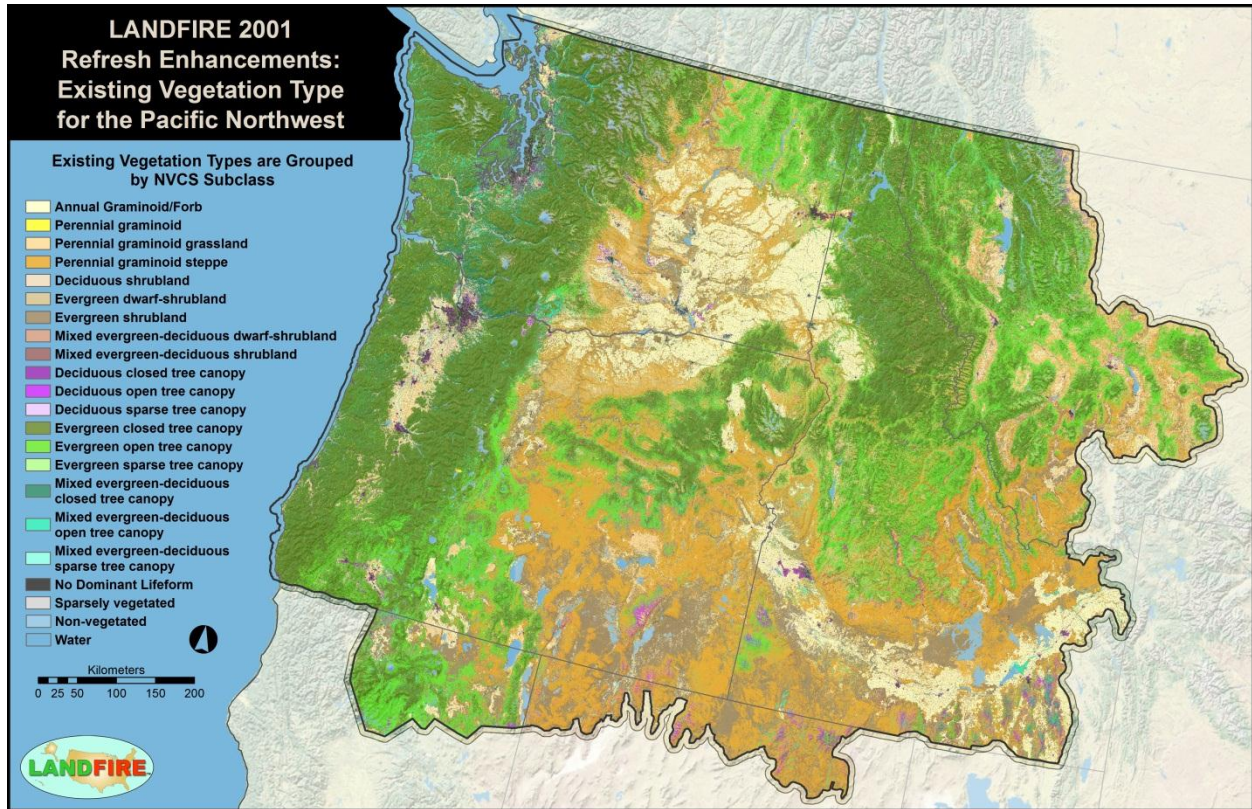 LANDFIRE 2001
Refresh Enhancements:
Existing Vegetation Type
for the Pacific Northwest
Existing Vegetation Types are Grouped
by NVCS Subclass
Annual Graminoid/Forb
Perennial graminoid
Perennial graminoid grassland
Perennial graminoid steppe
Deciduous shrubland
Evergreen dwarf-shrubland
Evergreen shrubland
Mixed evergreen-deciduous dwarf-shrubland
Mixed evergreen-deciduous shrubland
Deciduous closed tree canopy
Deciduous open tree canopy
Deciduous sparse tree canopy
Evergreen closed tree canopy
Evergreen open tree canopy
Evergreen sparse tree canopy
Mixed evergreen-deciduous
closed tree canopy
Mixed evergreen-deciduous
open tree canopy
Mixed evergreen-deciduous
sparse tree canopy
No Dominant Lifeform
Sparsely vegetated
Non-vegetated
Water
Kilometers
0 25 50 100 150 200
LANDFIRE